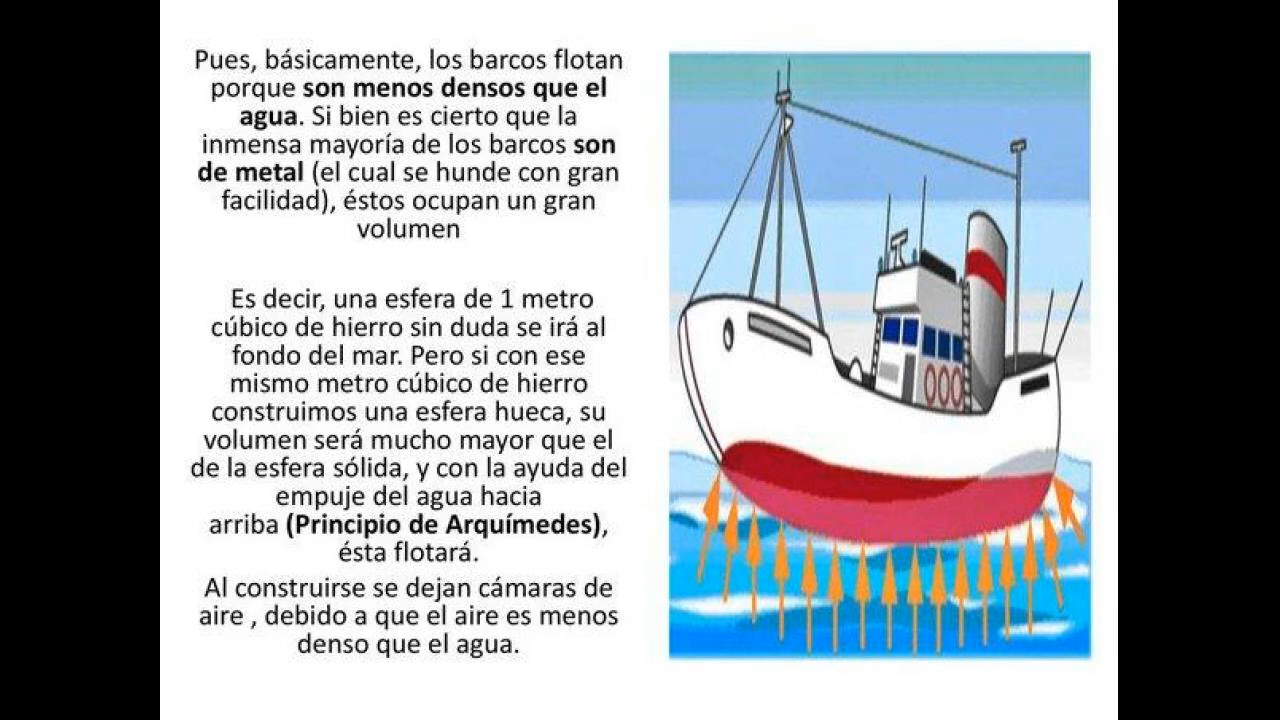 Pues, básicamente, los barcos flotan
porque son menos densos que el
agua. Si bien es cierto que la
inmensa mayoría de los barcos son
de metal (el cual se hunde con gran
facilidad), éstos ocupan un gran
volumen
Es decir, una esfera de 1 metro
cúbico de hierro sin duda se irá al
fondo del mar. Pero si con ese
mismo metro cúbico de hierro
construimos una esfera hueca, su
volumen será mucho mayor que el
de la esfera sólida, y con la ayuda del
empuje del agua hacia
arriba (Principio de Arquímedes),
ésta flotará.
Al construirse se dejan cámaras de
aire , debido a que el aire es menos
denso que el agua.